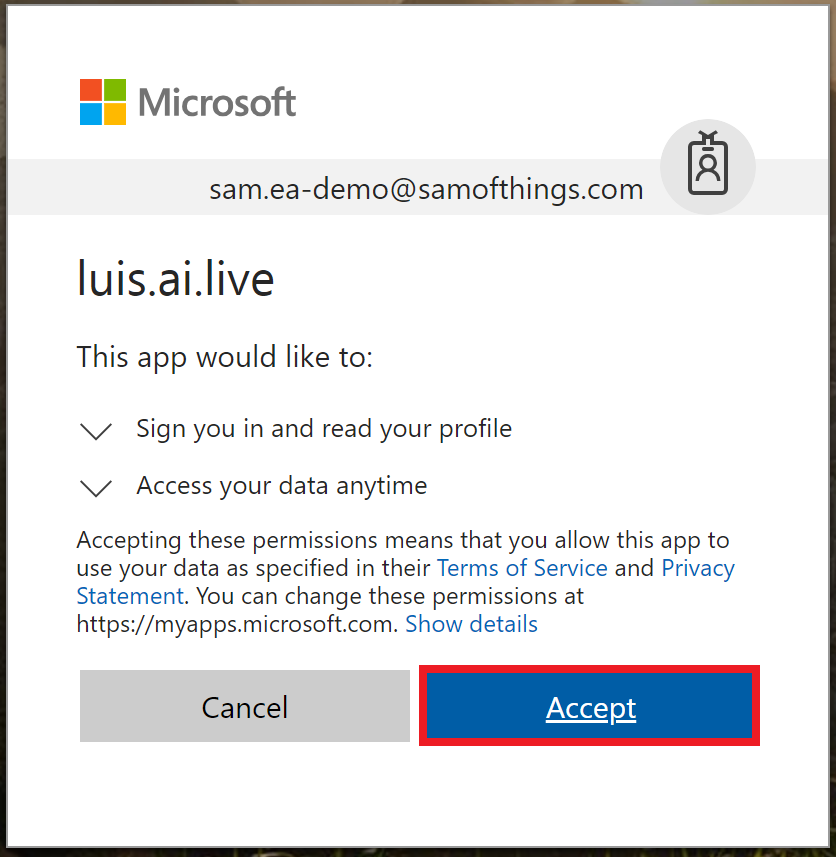 Microsoft
sam.ea-demo@samofthings.com
luis.ai.live
This app would like to:
Sign you in and read your profile
Access your data anytime
Accepting these permissions means that you allow this app to
use your data as specified in their Terms of Service and Privacy
Statement. You can change these permissions at
https://myapps.microsoft.com. Show details
Cancel
Accept